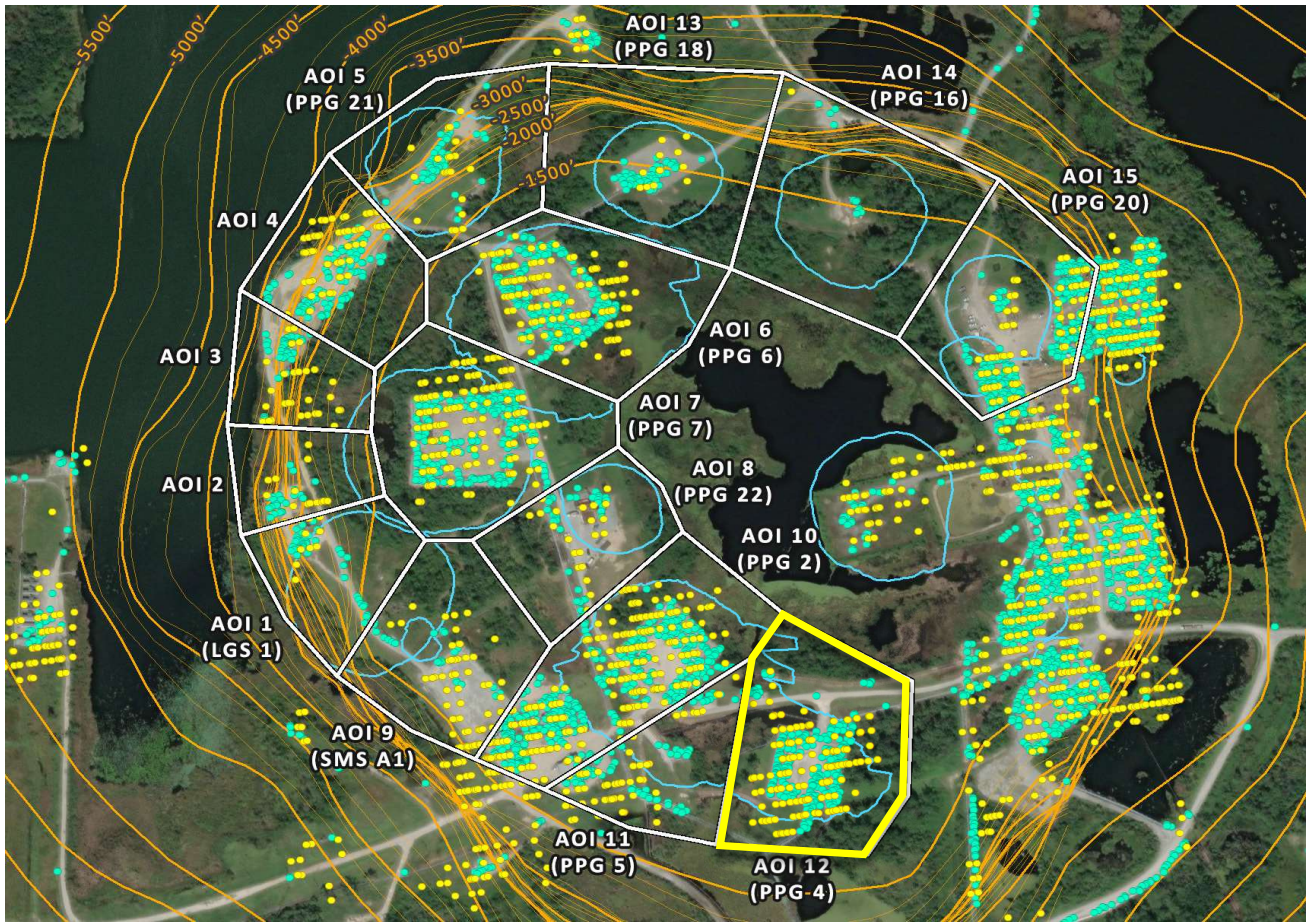 -5500'
-5000'
-4500'
-4000'
-3500'
-3000'
-2500'
-2000'
-1500'
AOI 13
(PPG 18)
AOI 5
(PPG 21)
AOI 14
(PPG 16)
AOI 15
(PPG 20)
AOI 4
AOI 6
(PPG 6)
AOI 3
AOI 7
(PPG 7)
AOI 2
AOI 8
(PPG 22)
AOI 10
(PPG 2)
AOI 1
(LGS 1)
AOI 9
(SMS A1)
AOI 11
(PPG 5)
AOI 12
(PPG 4)